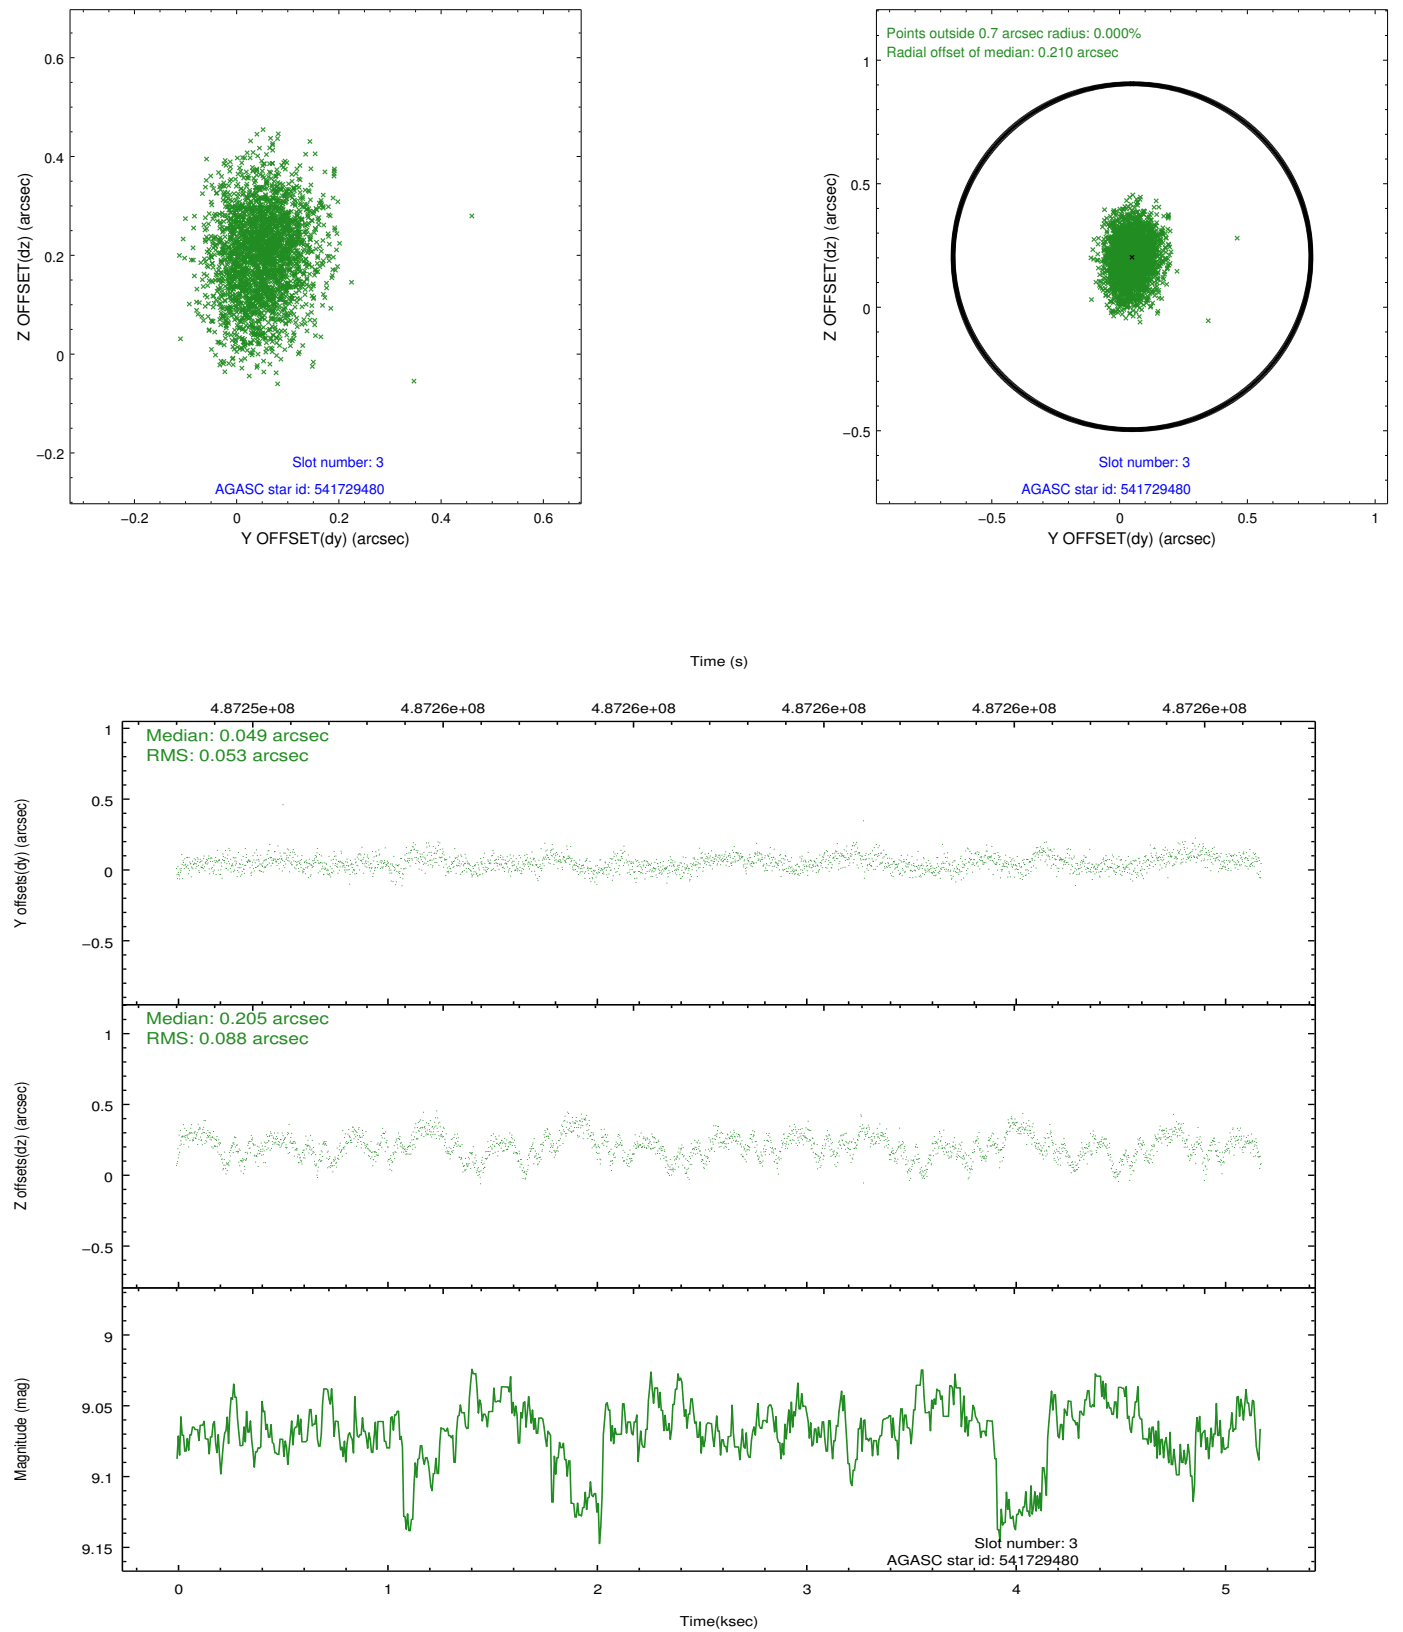 0.6
0.4
0.2
0
−0.2
Z OFFSET(dz) (arcsec)
Slot number: 3
AGASC star id: 541729480
−0.2 0 0.2 0.4 0.6
Y OFFSET(dy) (arcsec)
Points outside 0.7 arcsec radius: 0.000%
Radial offset of median: 0.210 arcsec
1
0.5
0
−0.5
Z OFFSET(dz) (arcsec)
Slot number: 3
AGASC star id: 541729480
−0.5 0 0.5 1
Y OFFSET(dy) (arcsec)
Time (s)
4.8725e+08 4.8726e+08 4.8726e+08 4.8726e+08 4.8726e+08 4.8726e+08
Median: 0.049 arcsec
RMS: 0.053 arcsec
1
0.5
0
−0.5
Y offsets(dy) (arcsec)
Median: 0.205 arcsec
RMS: 0.088 arcsec
1
0.5
0
−0.5
Z offsets(dz) (arcsec)
9
9.05
9.1
9.15
Magnitude (mag)
Slot number: 3
AGASC star id: 541729480
0 1 2 3 4 5
Time(ksec)